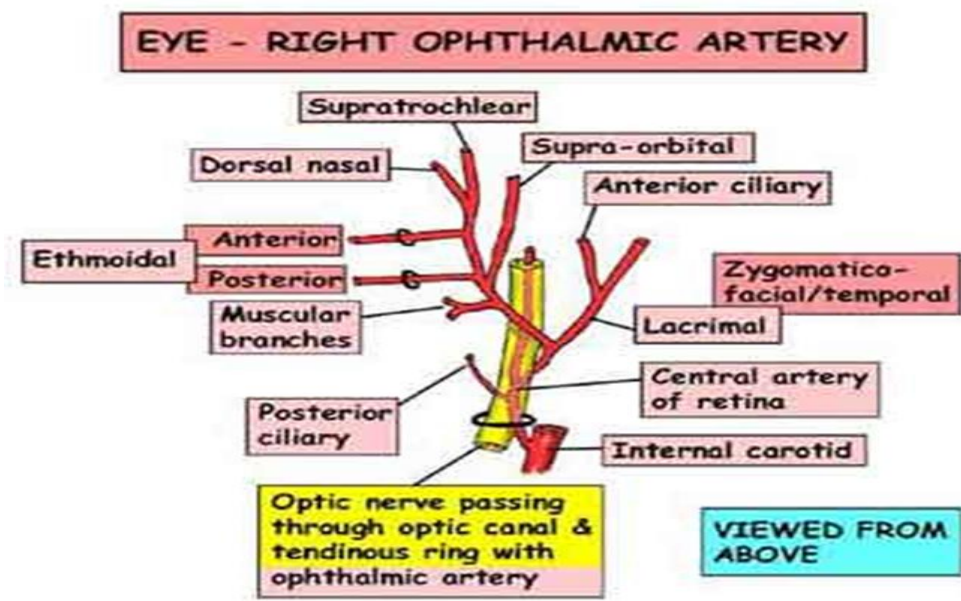 EYE - RIGHT OPHTHALMIC ARTERY
Supratrochlear
Supra-orbital
Dorsal nasal
Anterior ciliary
Anterior
Ethmoidal
Posterior
Zygomatico-
facial/temporal
Muscular
branches
Lacrimal
Central artery
of retina
Posterior
ciliary
Internal carotid
Optic nerve passing
through optic canal &
tendinous ring with
ophthalmic artery
VIEWED FROM
ABOVE